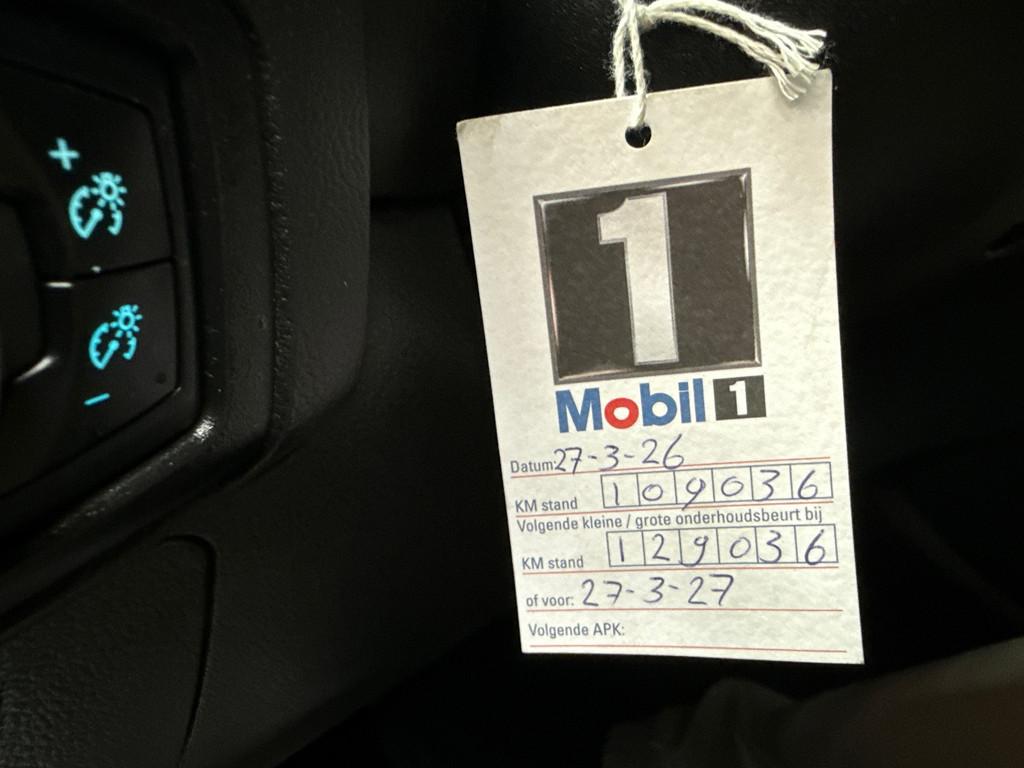 1
Mobil 1
Datum: 27-3-26
KM stand 109036
Volgende kleine / grote onderhoudsbeurt bij
KM stand 129036
of voor: 27-3-27
Volgende APK: